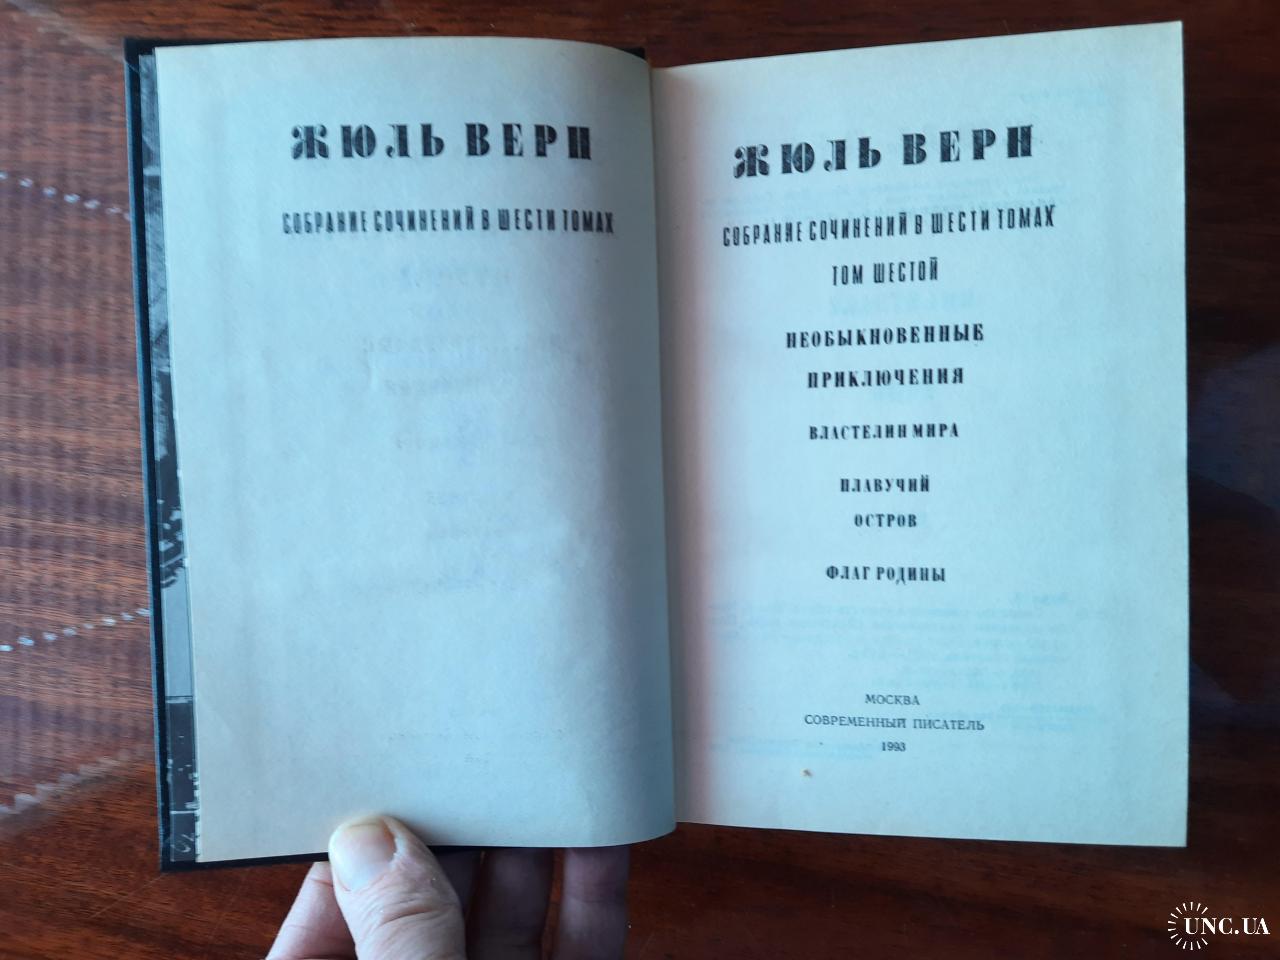 ЖЮЛЬ ВЕРН
СОБРАНИЕ СОЧИНЕНИЙ В ШЕСТИ ТОМАХ
ЖЮЛЬ ВЕРН
СОБРАНИЕ СОЧИНЕНИЙ В ШЕСТИ ТОМАХ
ТОМ ШЕСТОЙ
НЕОБЫКНОВЕННЫЕ
ПРИКЛЮЧЕНИЯ
ВЛАСТЕЛИН МИРА
ПЛАВУЧИЙ
ОСТРОВ
ФЛАГ РОДИНЫ
МОСКВА
СОВРЕМЕННЫЙ ПИСАТЕЛЬ
1993
UNC.UA